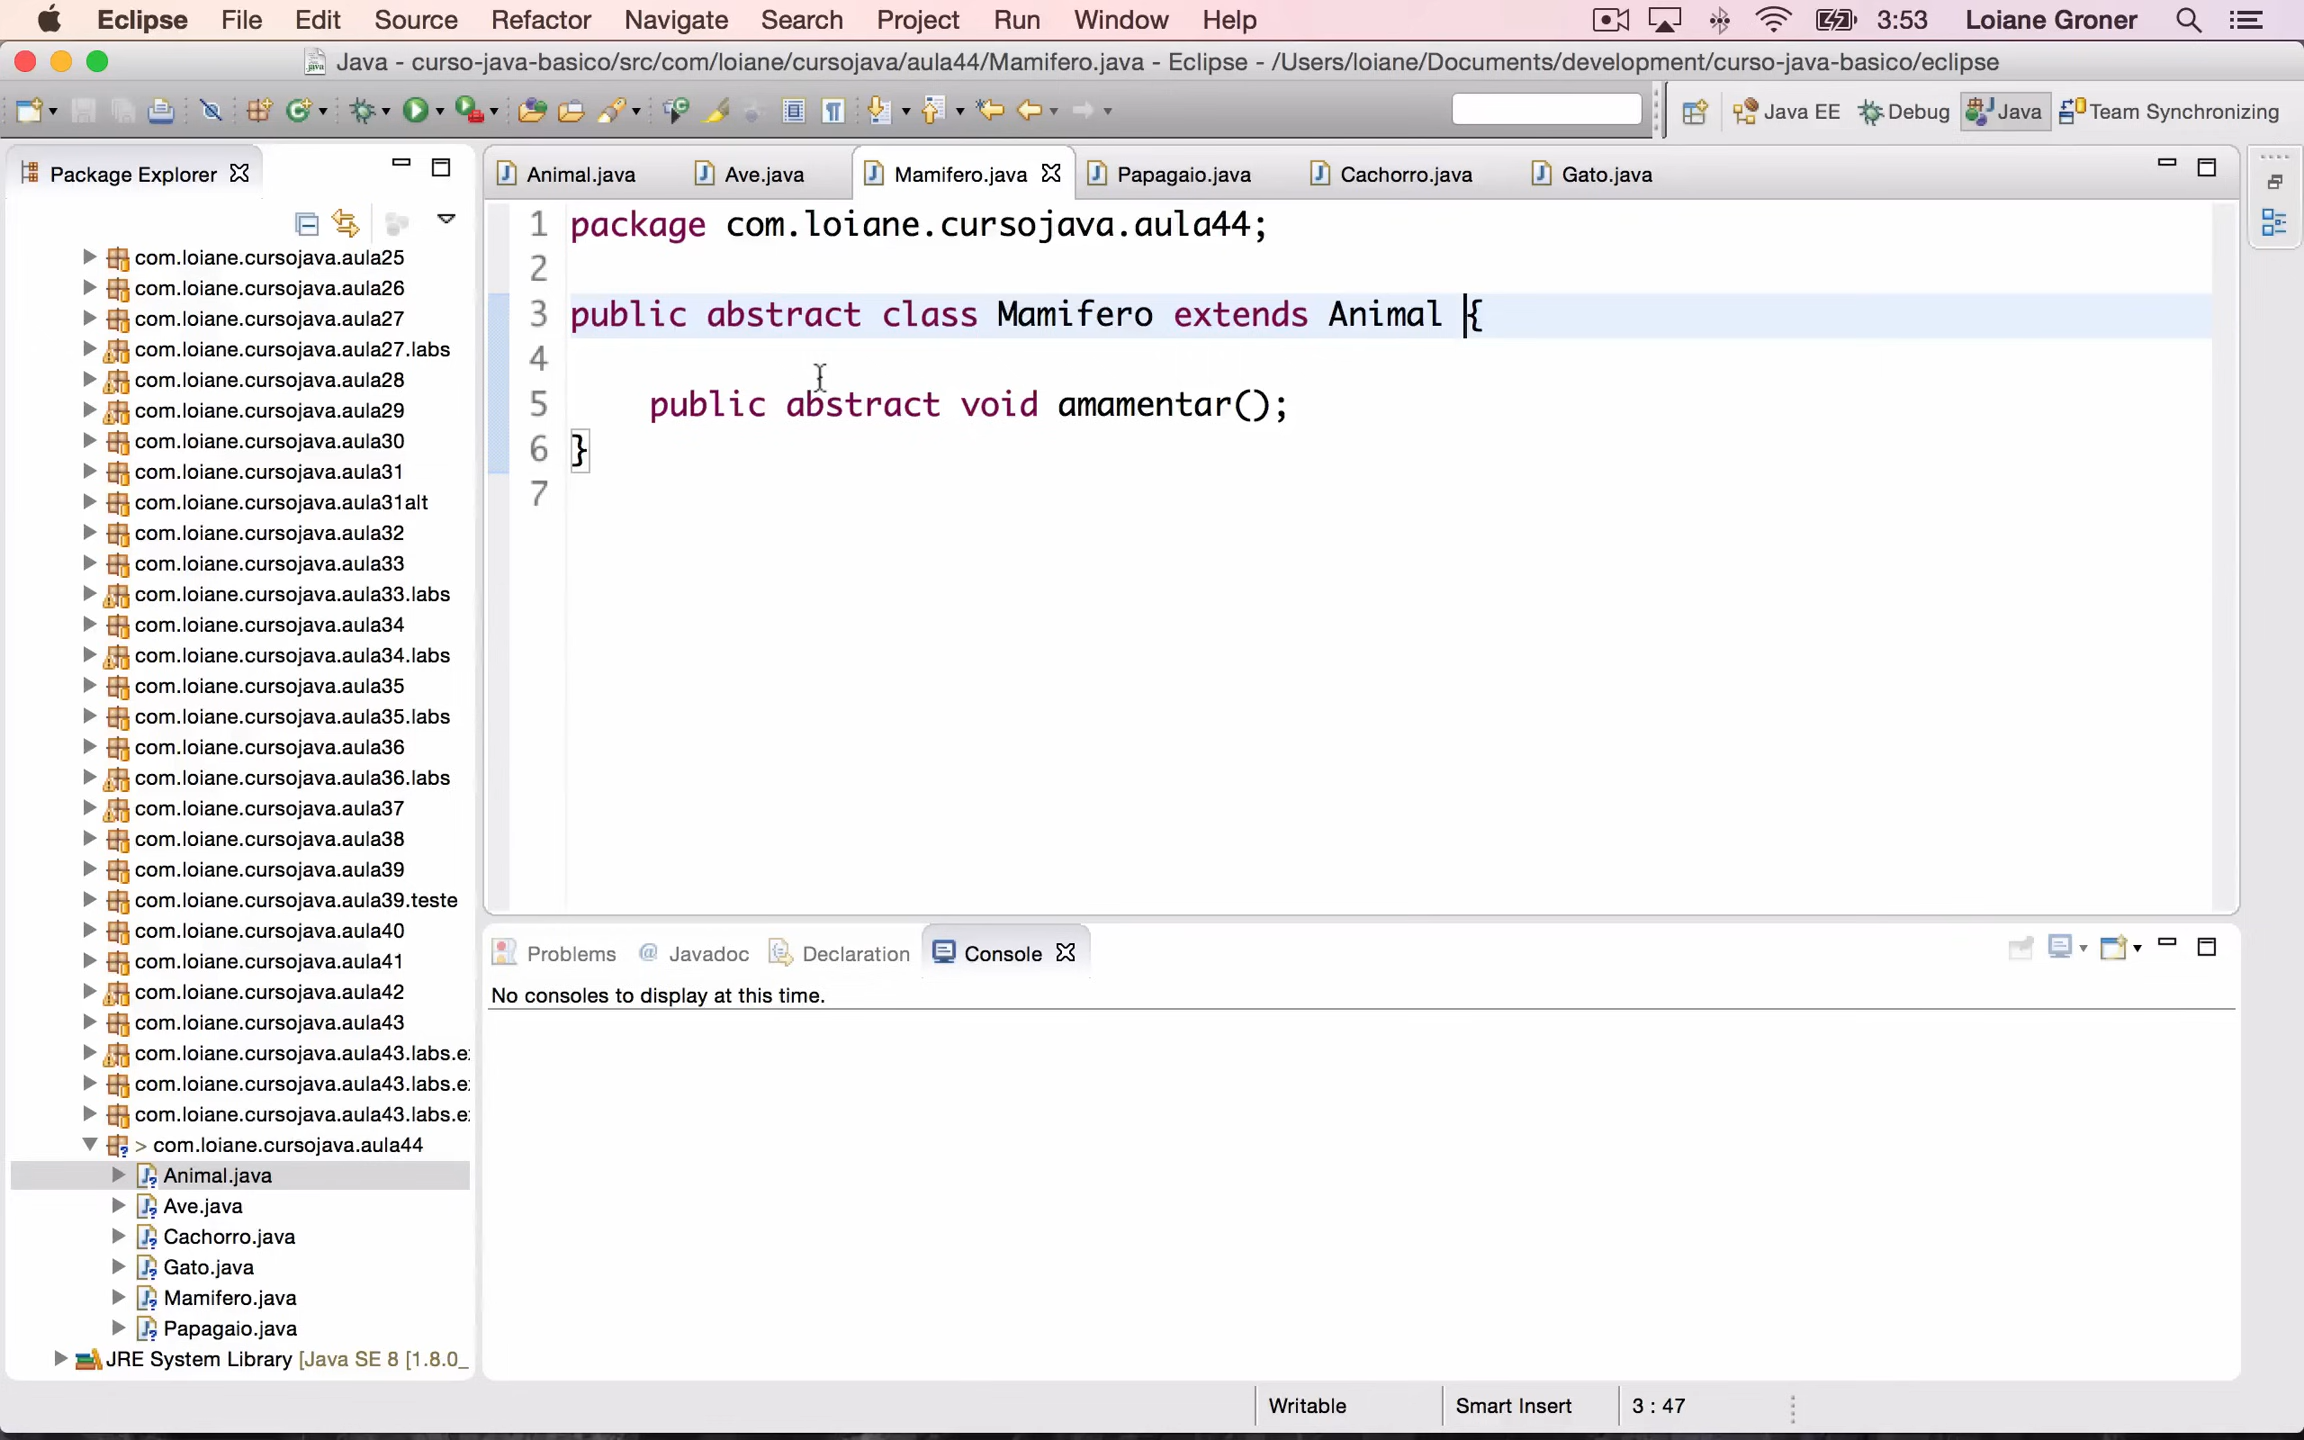 Eclipse File Edit Source Refactor Navigate Search Project Run Window Help 3:53 Loiane Groner
Java - curso-java-basico/src/com/loiane/cursojava/aula44/Mamifero.java - Eclipse - /Users/loiane/Documents/development/curso-java-basico/eclipse
Java EE Debug Java Team Synchronizing
Package Explorer
com.loiane.cursojava.aula25
com.loiane.cursojava.aula26
com.loiane.cursojava.aula27
com.loiane.cursojava.aula27.labs
com.loiane.cursojava.aula28
com.loiane.cursojava.aula29
com.loiane.cursojava.aula30
com.loiane.cursojava.aula31
com.loiane.cursojava.aula31alt
com.loiane.cursojava.aula32
com.loiane.cursojava.aula33
com.loiane.cursojava.aula33.labs
com.loiane.cursojava.aula34
com.loiane.cursojava.aula34.labs
com.loiane.cursojava.aula35
com.loiane.cursojava.aula35.labs
com.loiane.cursojava.aula36
com.loiane.cursojava.aula36.labs
com.loiane.cursojava.aula37
com.loiane.cursojava.aula38
com.loiane.cursojava.aula39
com.loiane.cursojava.aula39.teste
com.loiane.cursojava.aula40
com.loiane.cursojava.aula41
com.loiane.cursojava.aula42
com.loiane.cursojava.aula43
com.loiane.cursojava.aula43.labs.e
com.loiane.cursojava.aula43.labs.e
com.loiane.cursojava.aula43.labs.e
> com.loiane.cursojava.aula44
Animal.java
Ave.java
Cachorro.java
Gato.java
Mamifero.java
Papagaio.java
JRE System Library [Java SE 8 [1.8.0_
Animal.java Ave.java Mamifero.java Papagaio.java Cachorro.java Gato.java
1 package com.loiane.cursojava.aula44;
2
3 public abstract class Mamifero extends Animal {
4
5 public abstract void amamentar();
6 }
7
Problems @ Javadoc Declaration Console
No consoles to display at this time.
Writable Smart Insert 3 : 47